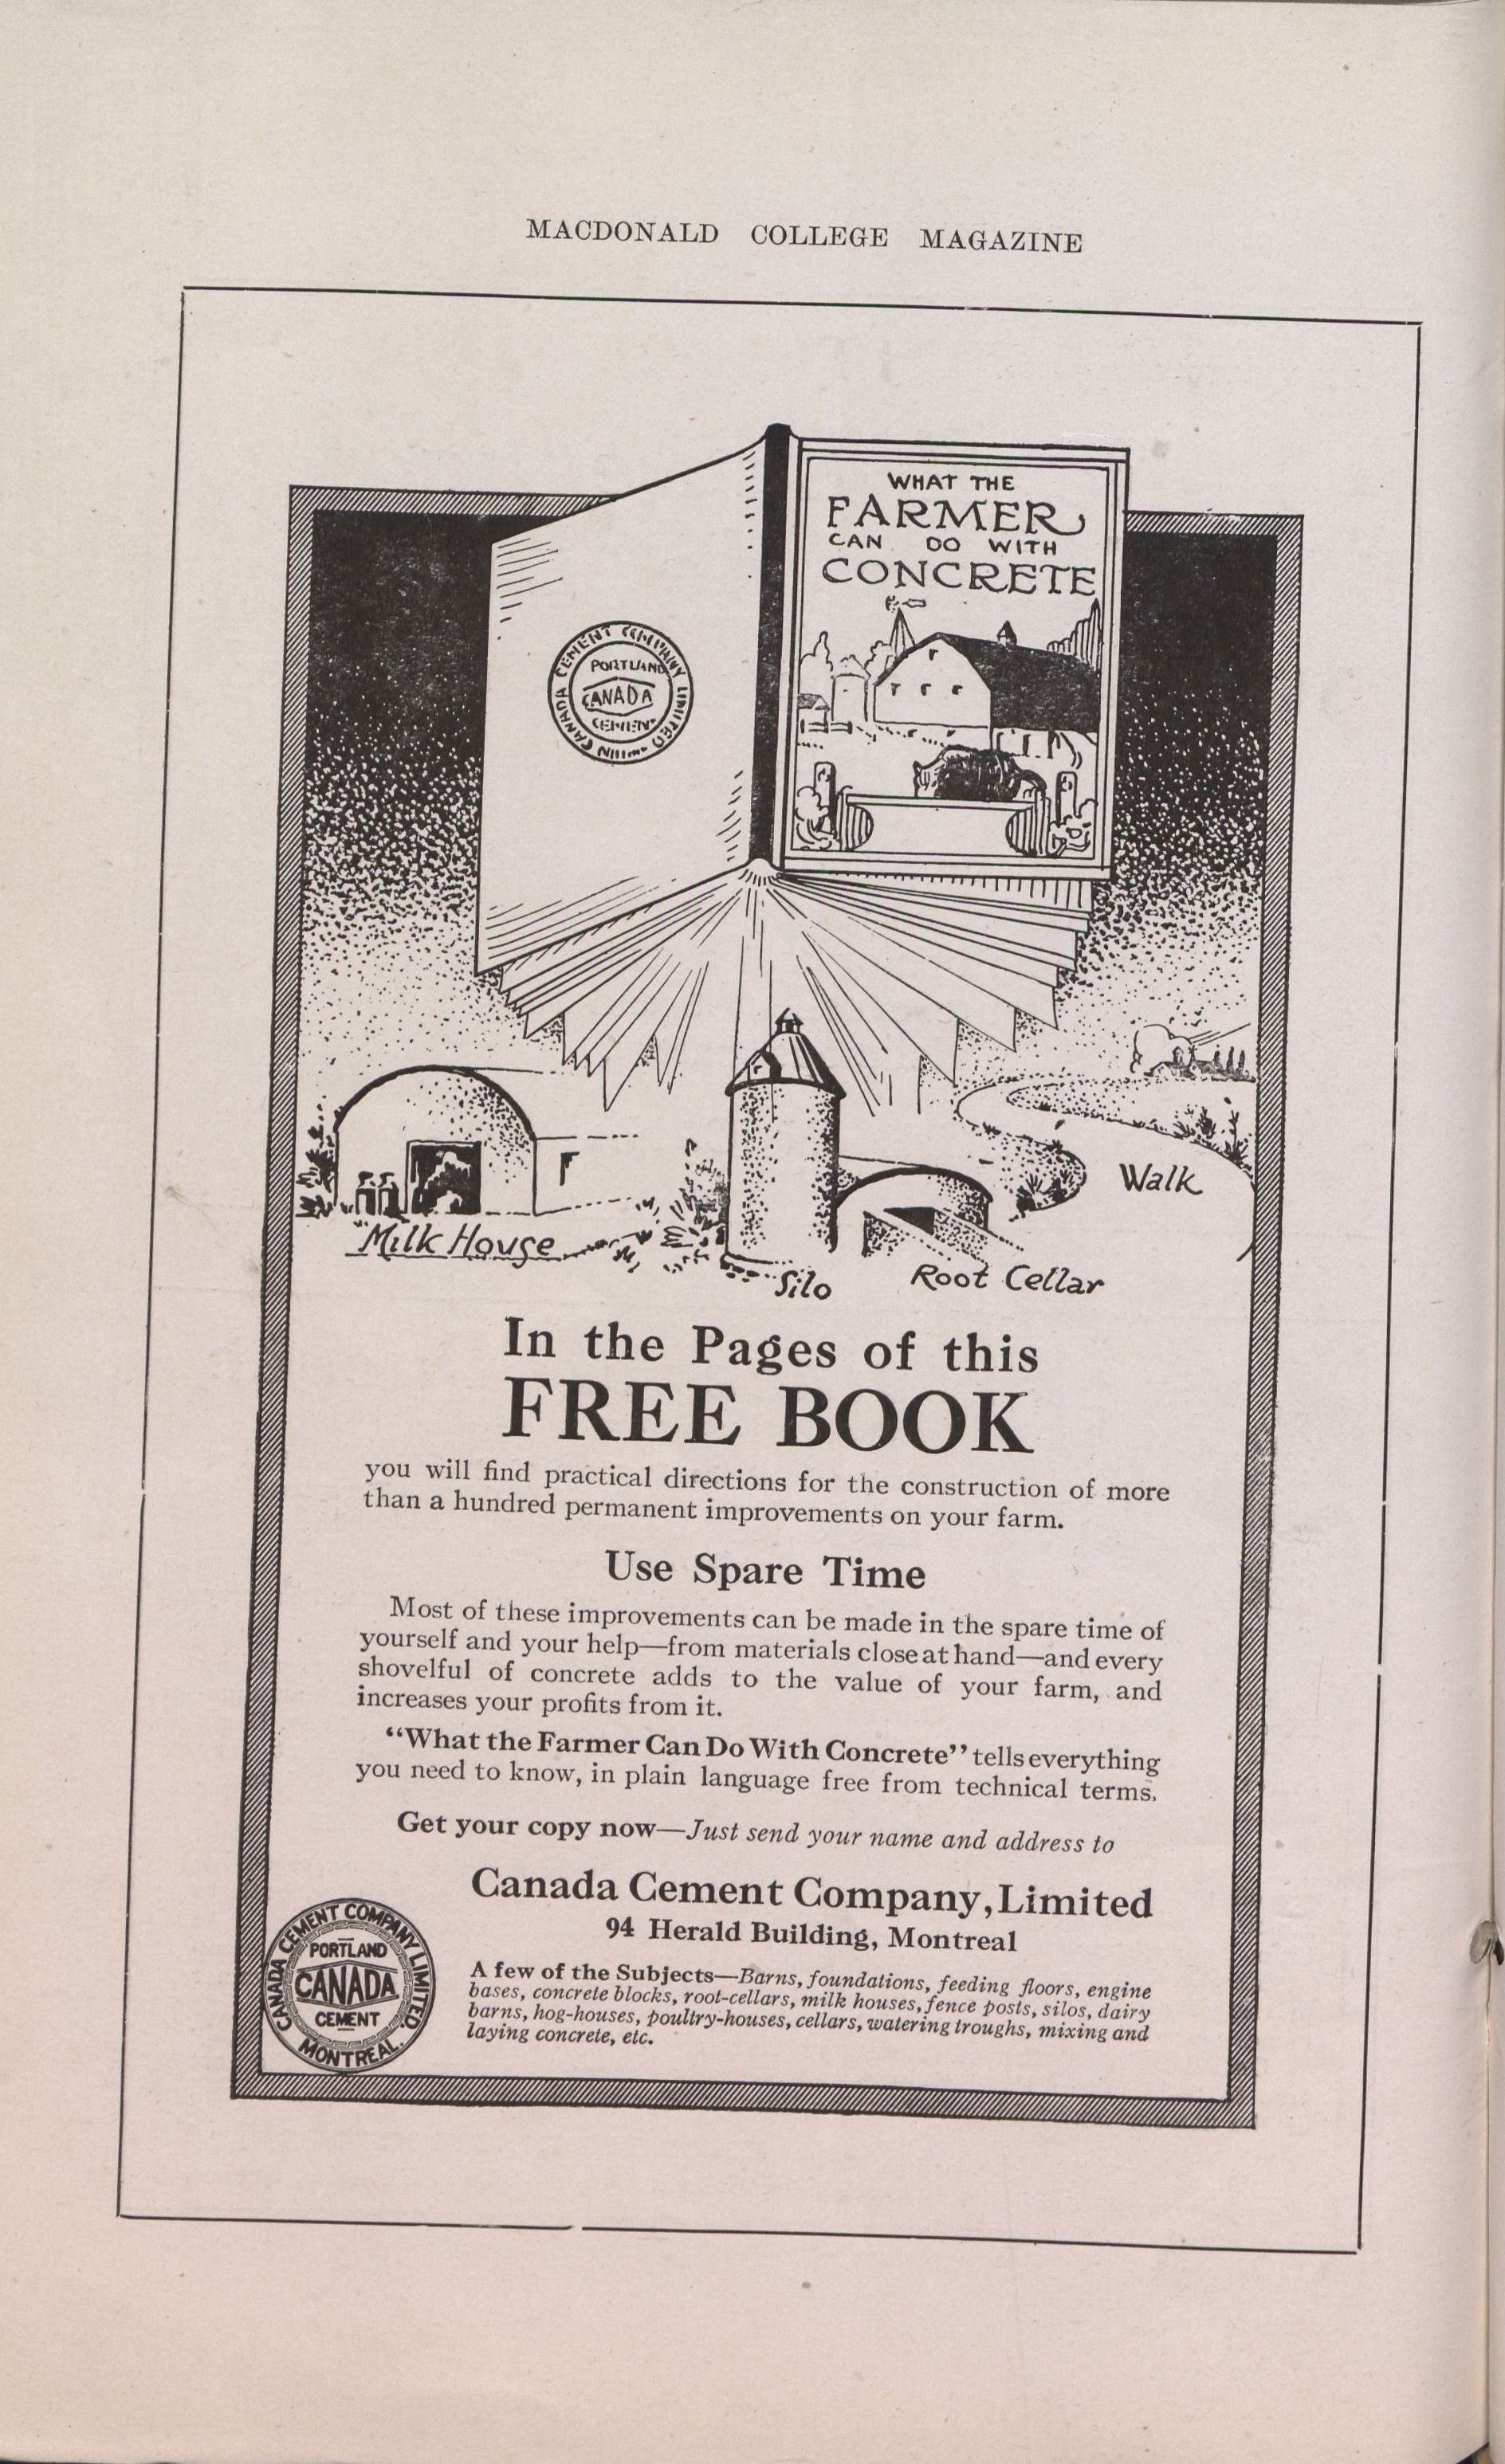 MACDONALD COLLEGE MAGAZINE
WHAT THE
FARMER
CAN DO WITH
CONCRETE
CANADA CEMENT COMPANY LIMITED
PORTLAND
CANADA
CEMENT
Milk House
Silo
Root Cellar
Walk
In the Pages of this
FREE BOOK
you will find practical directions for the construction of more
than a hundred permanent improvements on your farm.
Use Spare Time
Most of these improvements can be made in the spare time of
yourself and your help—from materials close at hand—and every
shovelful of concrete adds to the value of your farm, and
increases your profits from it.
“What the Farmer Can Do With Concrete” tells everything
you need to know, in plain language free from technical terms.
Get your copy now—Just send your name and address to
Canada Cement Company, Limited
94 Herald Building, Montreal
CANADA CEMENT COMPANY LIMITED
PORTLAND
CANADA
CEMENT
MONTREAL.
A few of the Subjects—Barns, foundations, feeding floors, engine
bases, concrete blocks, root-cellars, milk houses, fence posts, silos, dairy
barns, hog-houses, poultry-houses, cellars, watering troughs, mixing and
laying concrete, etc.